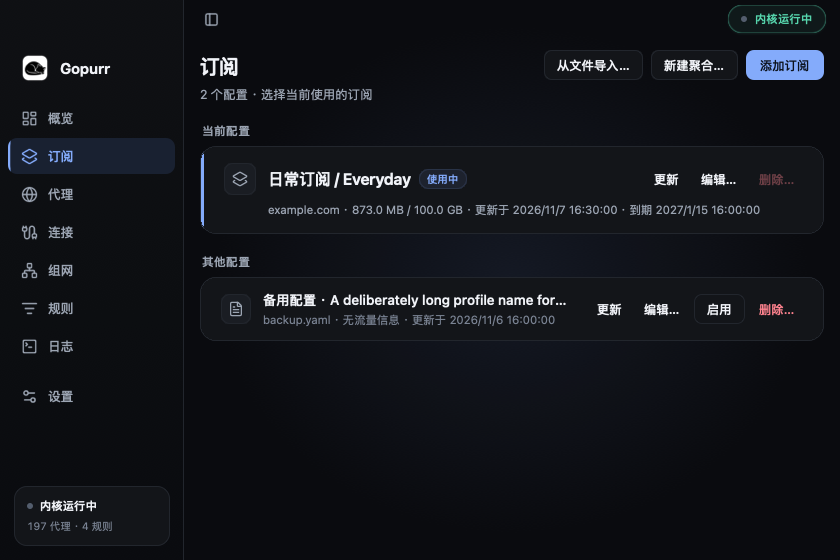 内核运行中
Gopurr
概览
订阅
代理
连接
组网
规则
日志
设置
内核运行中
197 代理 · 4 规则
订阅
从文件导入...
新建聚合...
添加订阅
2 个配置 · 选择当前使用的订阅
当前配置
日常订阅 / Everyday 使用中
更新 编辑... 删除...
example.com · 873.0 MB / 100.0 GB · 更新于 2026/11/7 16:30:00 · 到期 2027/1/15 16:00:00
其他配置
备用配置 · A deliberately long profile name for...
更新 编辑... 启用 删除...
backup.yaml · 无流量信息 · 更新于 2026/11/6 16:00:00